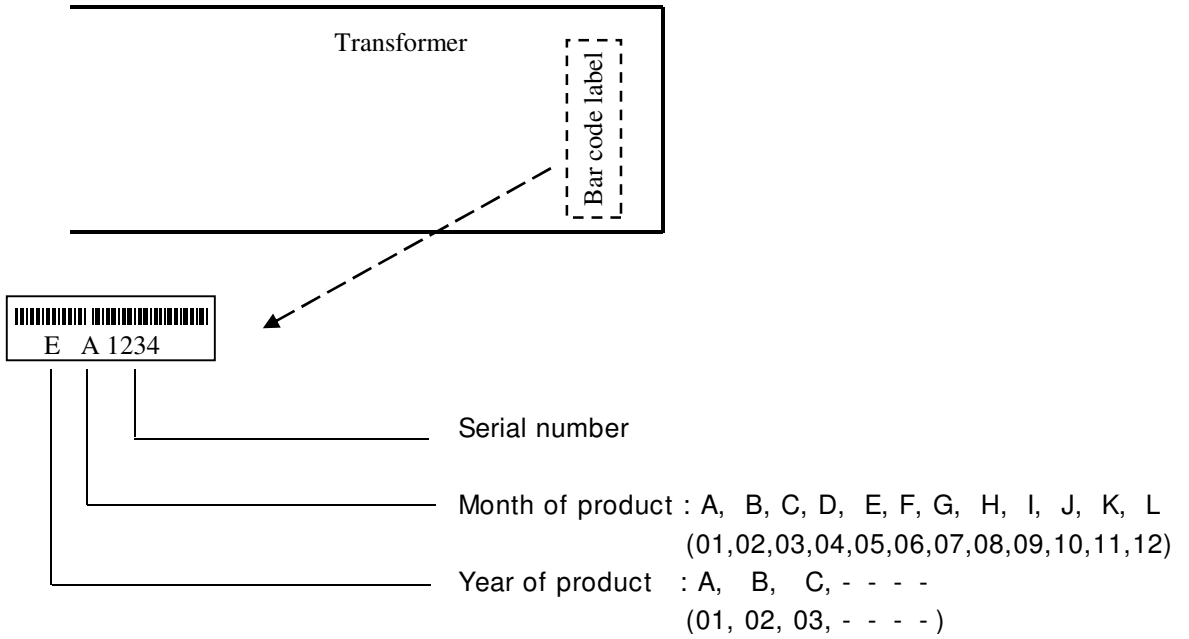 Transformer
Bar code label
E A 1234
Serial number
Month of product : A, B, C, D, E, F, G, H, I, J, K, L
(01,02,03,04,05,06,07,08,09,10,11,12)
Year of product : A, B, C, - - - -
(01, 02, 03, - - - - )